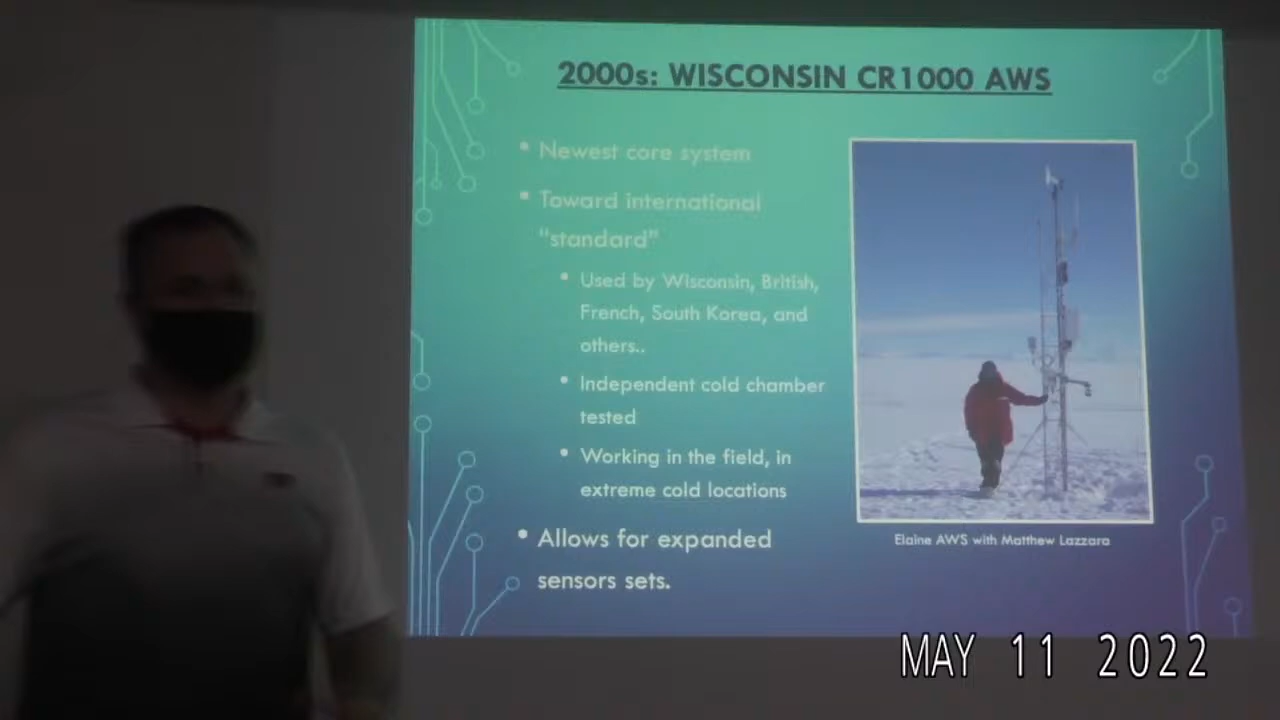 2000s: WISCONSIN CR1000 AWS
• Newest core system
• Toward international
"standard"
• Used by Wisconsin, British,
French, South Korea, and
others..
• Independent cold chamber
tested
• Working in the field, in
extreme cold locations
• Allows for expanded
sensors sets.
Elaine AWS with Matthew Lazzara
MAY 11 2022